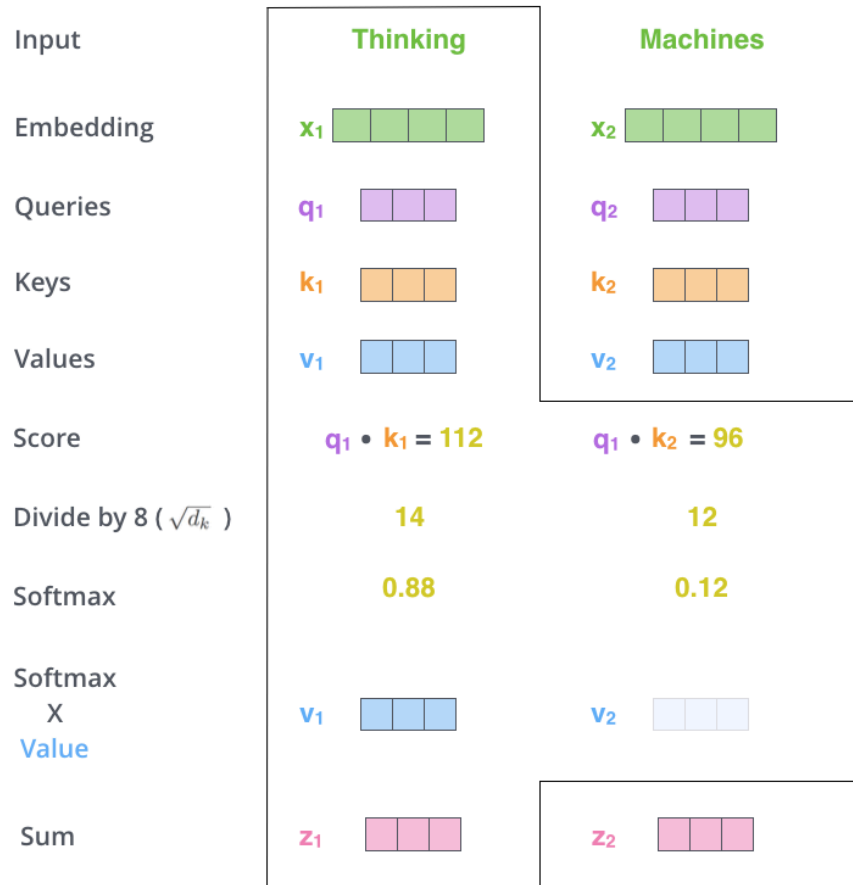 Input Thinking Machines
Embedding x₁ x₂
Queries q₁ q₂
Keys k₁ k₂
Values v₁ v₂
Score q₁ • k₁ = 112 q₁ • k₂ = 96
Divide by 8 ( √dₖ ) 14 12
Softmax 0.88 0.12
Softmax
X
Value v₁ v₂
Sum z₁ z₂